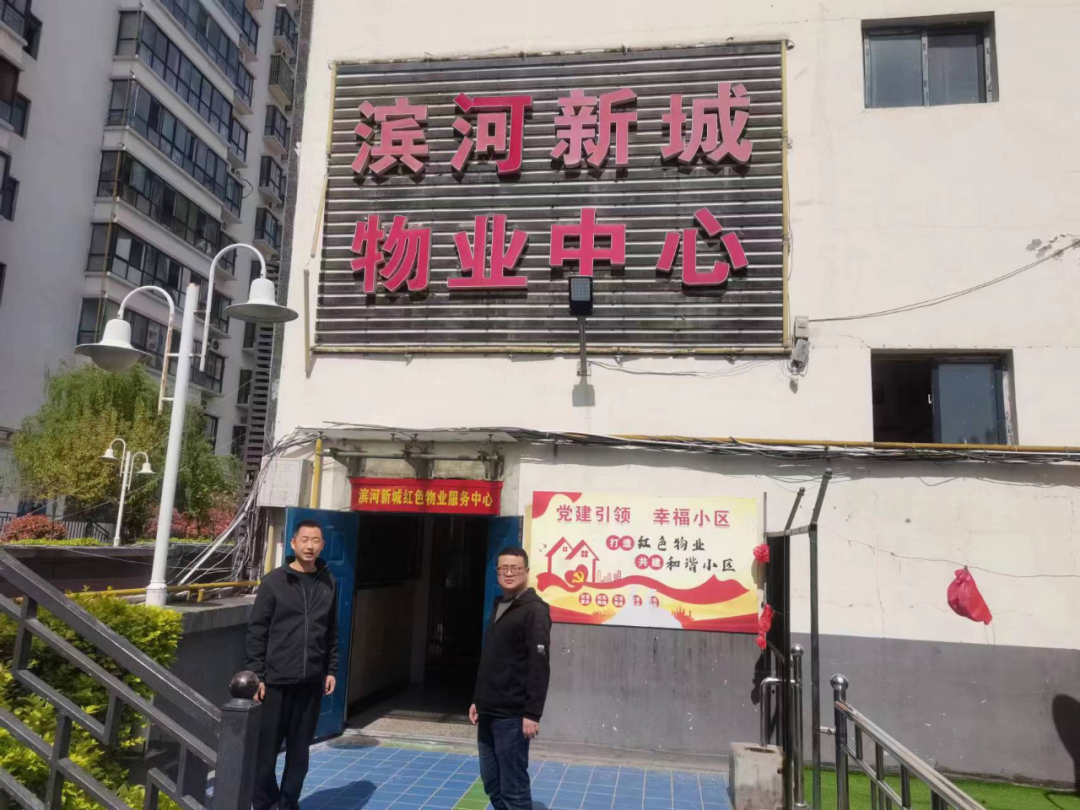 滨河新城
物业中心
滨河新城红色物业服务中心
党建引领 幸福小区
打造 红色物业
共建 和谐小区